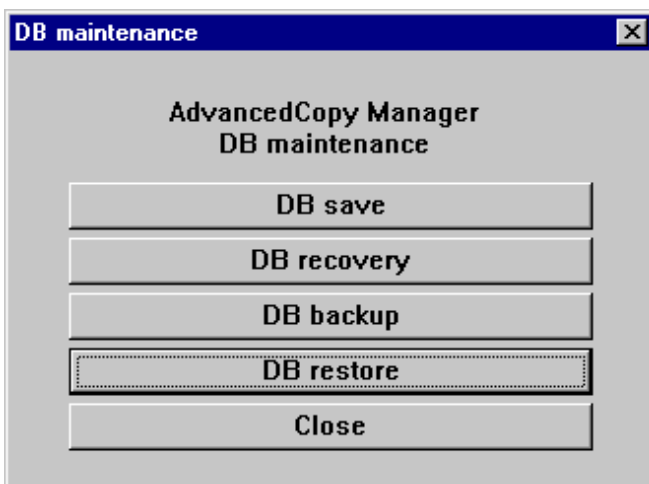 DB maintenance
AdvancedCopy Manager
DB maintenance
DB save
DB recovery
DB backup
DB restore
Close